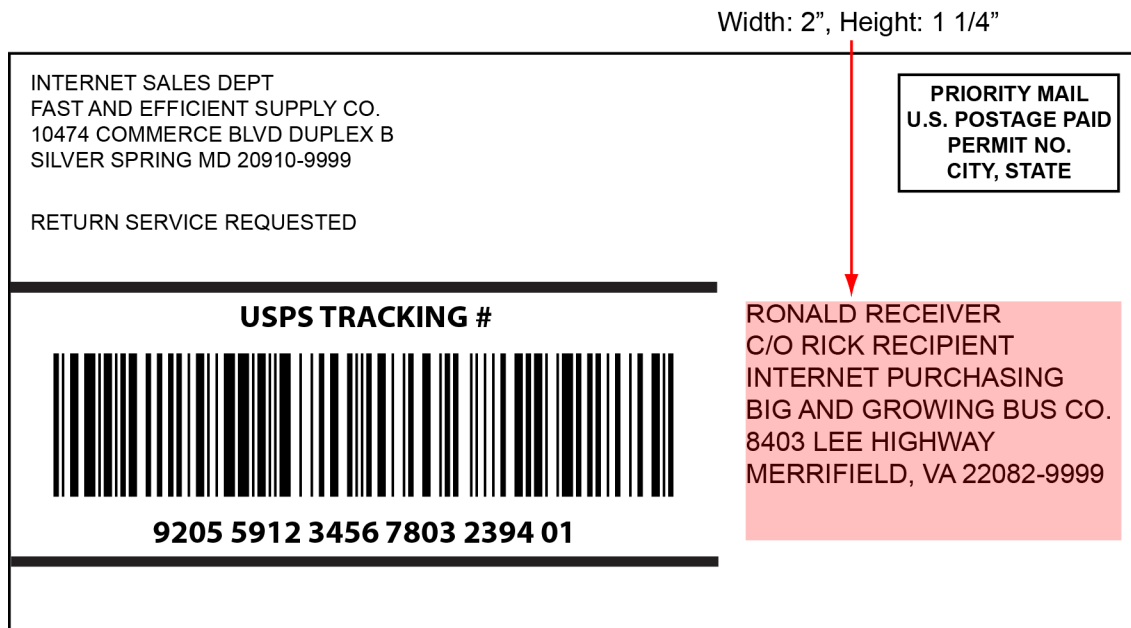 Width: 2”, Height: 1 1/4”
INTERNET SALES DEPT
FAST AND EFFICIENT SUPPLY CO.
10474 COMMERCE BLVD DUPLEX B
SILVER SPRING MD 20910-9999
RETURN SERVICE REQUESTED
PRIORITY MAIL
U.S. POSTAGE PAID
PERMIT NO.
CITY, STATE
USPS TRACKING #
9205 5912 3456 7803 2394 01
RONALD RECEIVER
C/O RICK RECIPIENT
INTERNET PURCHASING
BIG AND GROWING BUS CO.
8403 LEE HIGHWAY
MERRIFIELD, VA 22082-9999